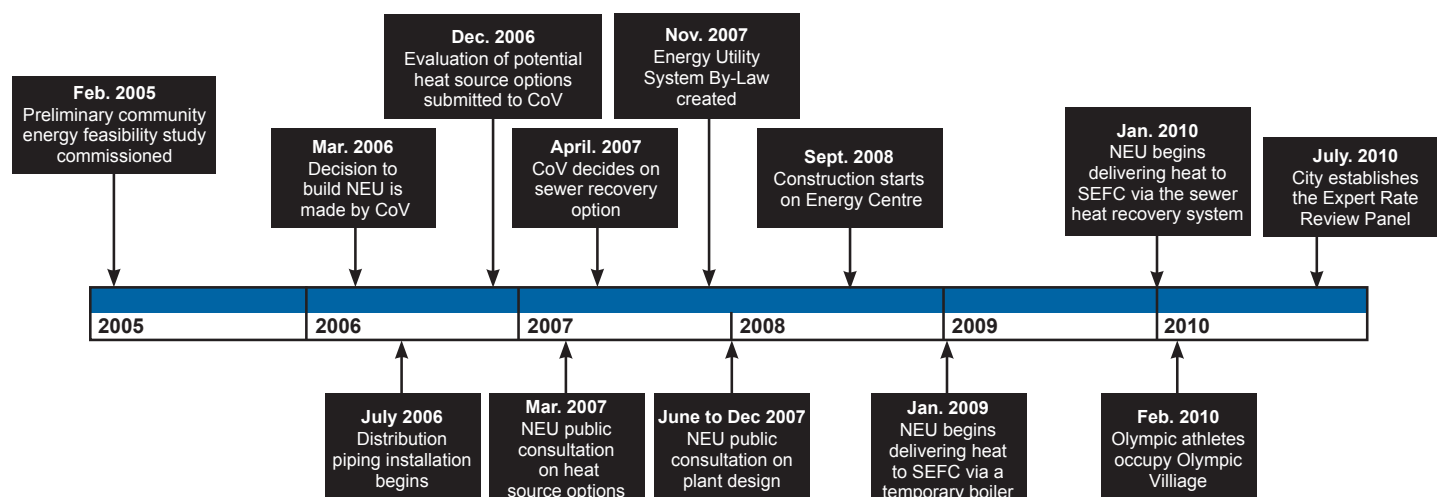 Feb. 2005
Preliminary community
energy feasibility study
commissioned
Mar. 2006
Decision to
build NEU is
made by CoV
Dec. 2006
Evaluation of potential
heat source options
submitted to CoV
April. 2007
CoV decides on
sewer recovery
option
Nov. 2007
Energy Utility
System By-Law
created
Sept. 2008
Construction starts
on Energy Centre
Jan. 2010
NEU begins
delivering heat to
SEFC via the sewer
heat recovery system
July. 2010
City establishes
the Expert Rate
Review Panel
2005
2006
2007
2008
2009
2010
July 2006
Distribution
piping installation
begins
Mar. 2007
NEU public
consultation
on heat
source options
June to Dec 2007
NEU public
consultation on
plant design
Jan. 2009
NEU begins
delivering heat
to SEFC via a
temporary boiler
Feb. 2010
Olympic athletes
occupy Olympic
Villiage